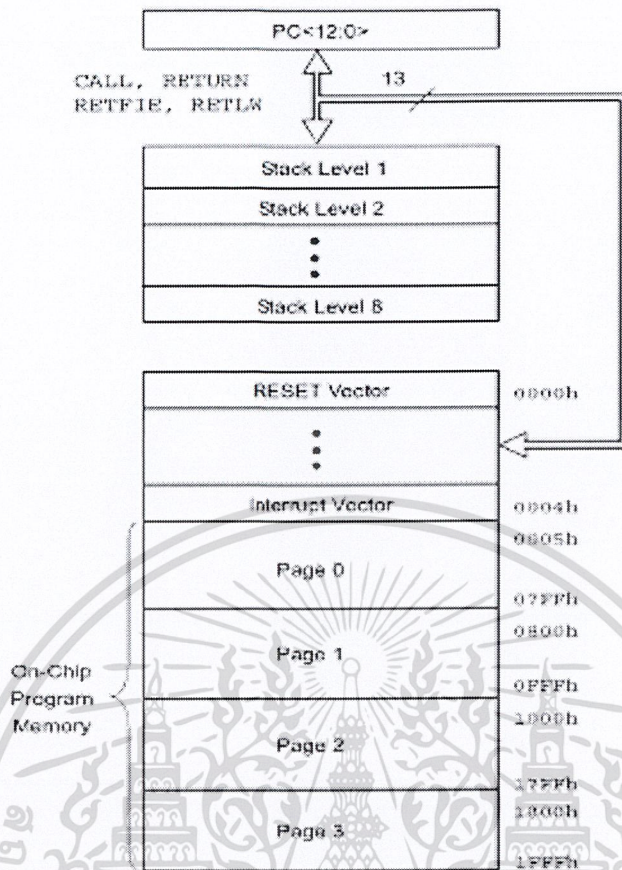 PC<12:0>
CALL, RETURN
RETFIE, RETLW
13
Stack Level 1
Stack Level 2
Stack Level 8
RESET Vector
0000h
Interrupt Vector
0004h
0005h
Page 0
07FFh
0800h
Page 1
0FFFh
1000h
Page 2
17FFh
1800h
Page 3
1FFFh
On-Chip
Program
Memory